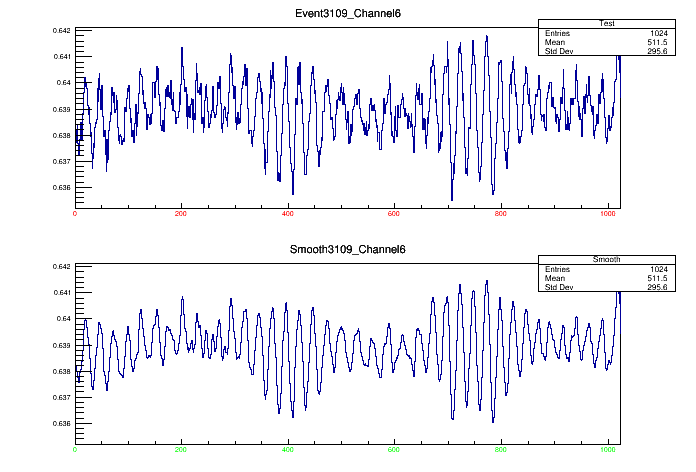 Event3109_Channel6
Test
Entries 1024
Mean 511.5
Std Dev 295.6
0.642
0.641
0.64
0.639
0.638
0.637
0.636
0 200 400 600 800 1000
Smooth3109_Channel6
Smooth
Entries 1024
Mean 511.5
Std Dev 295.6
0.642
0.641
0.64
0.639
0.638
0.637
0.636
0 200 400 600 800 1000